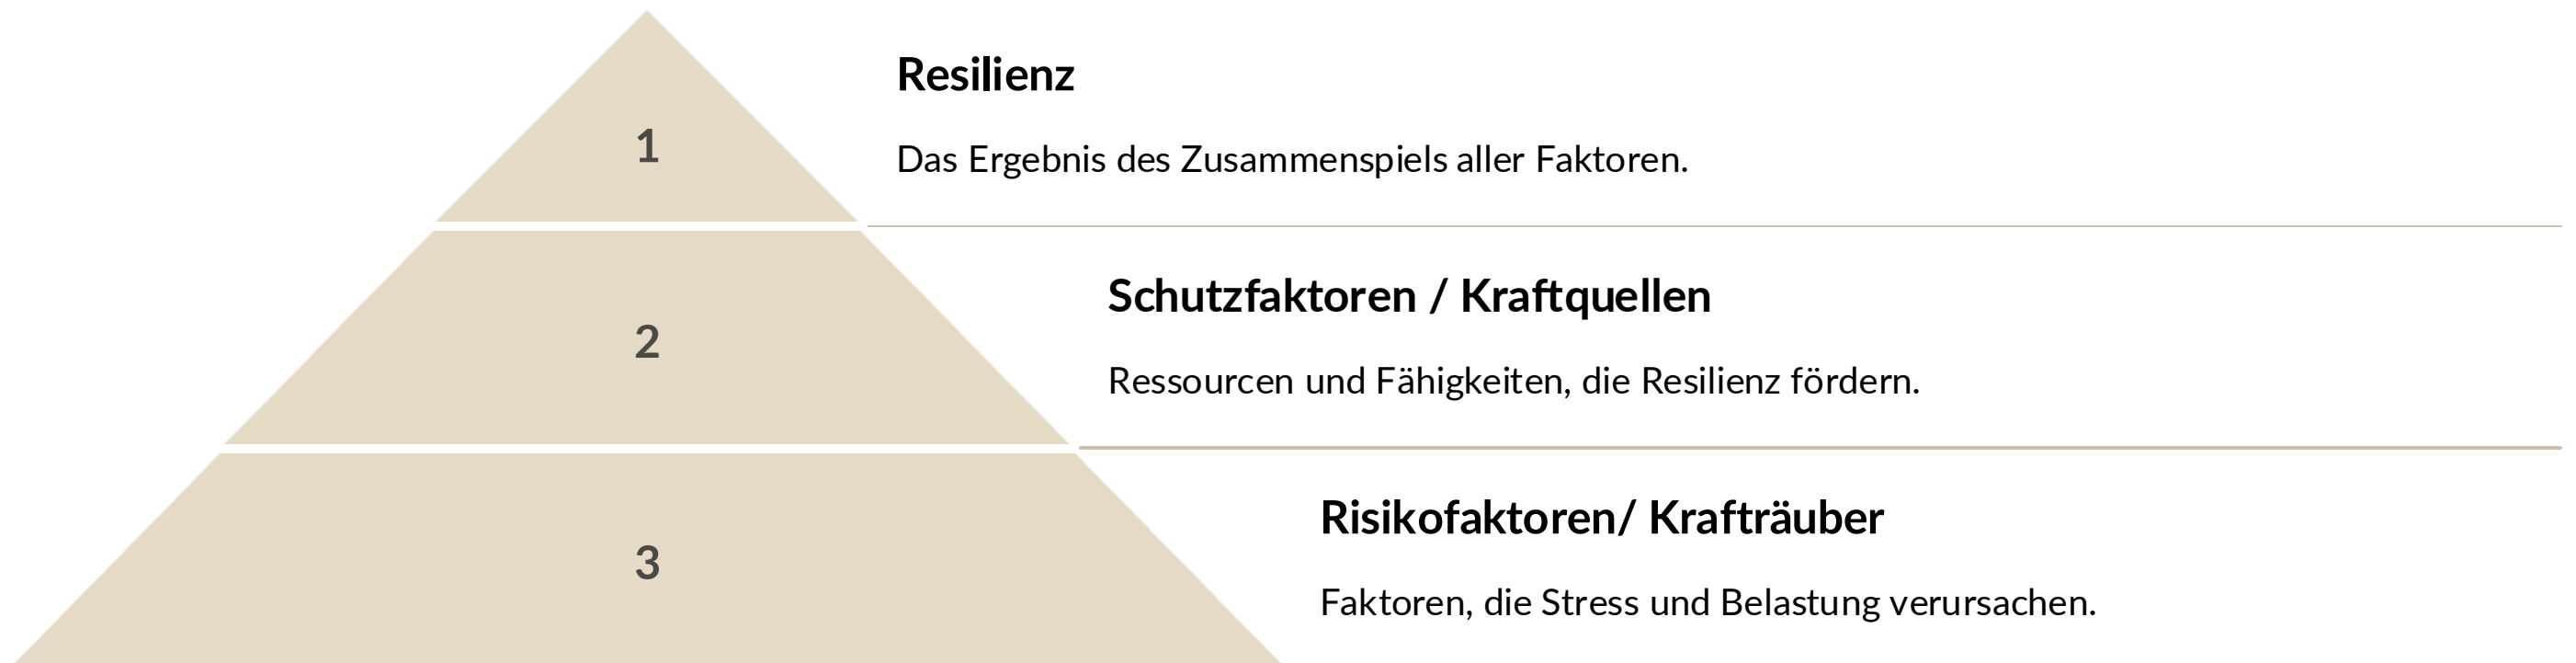 1
Resilienz
Das Ergebnis des Zusammenspiels aller Faktoren.
2
Schutzfaktoren / Kraftquellen
Ressourcen und Fähigkeiten, die Resilienz fördern.
3
Risikofaktoren/ Krafträuber
Faktoren, die Stress und Belastung verursachen.